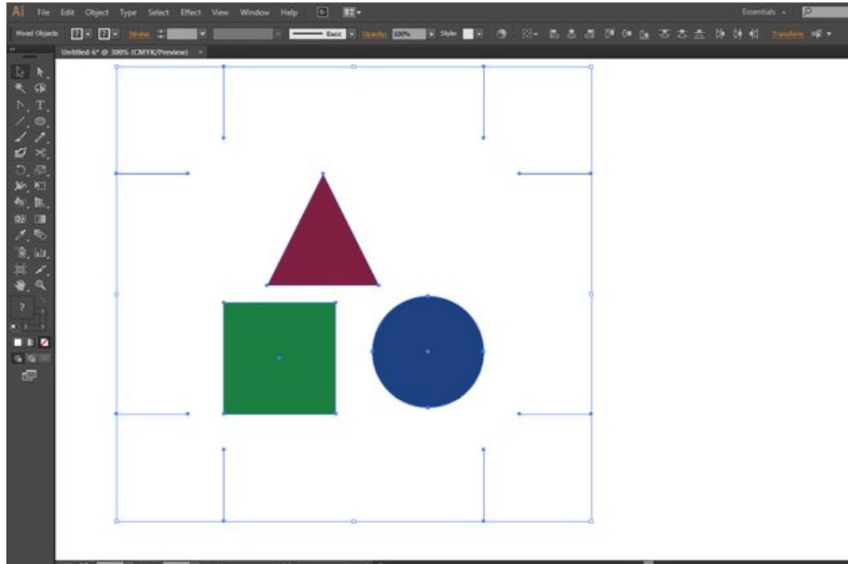 Ai File Edit Object Type Select Effect View Window Help Br Essentials
Mixed Objects ? ? Stroke: Basic Opacity: 100% Style: Transform
Untitled-6* @ 300% (CMYK/Preview) ×
T
?